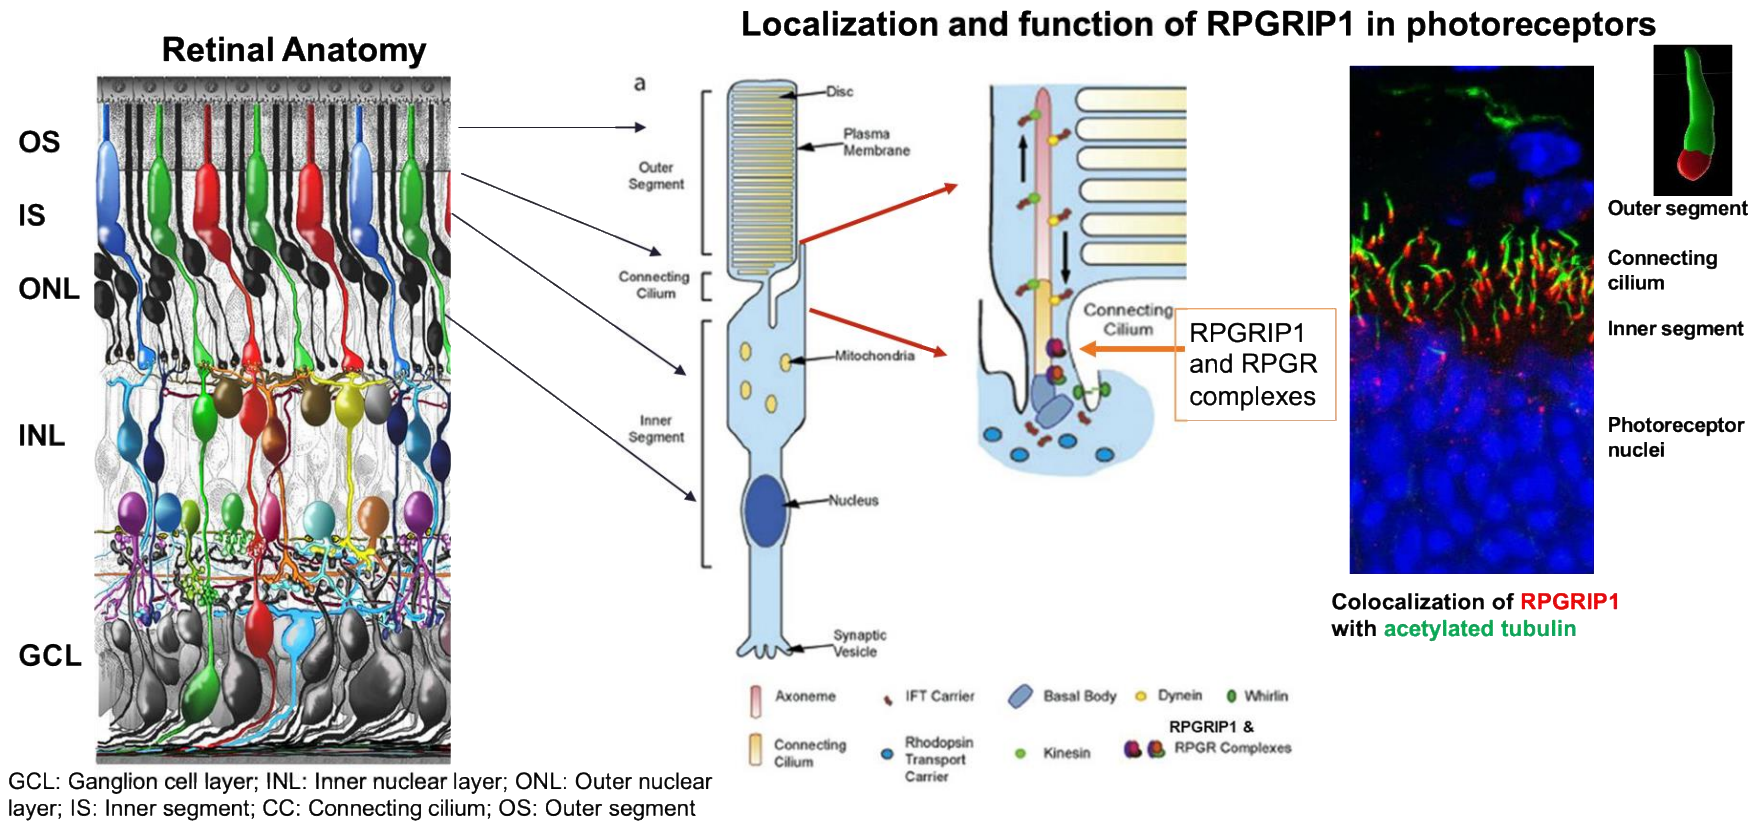 Localization and function of RPGRIP1 in photoreceptors
Retinal Anatomy
OS
IS
ONL
INL
GCL
a
Disc
Plasma
Membrane
Outer
Segment
Connecting
Cilium
Mitochondria
Inner
Segment
Nucleus
Synaptic
Vesicle
Connecting
Cilium
RPGRIP1
and RPGR
complexes
Axoneme
IFT Carrier
Basal Body
Dynein
Whirlin
Connecting
Cilium
Rhodopsin
Transport
Carrier
Kinesin
RPGRIP1 &
RPGR Complexes
Outer segment
Connecting
cilium
Inner segment
Photoreceptor
nuclei
Colocalization of RPGRIP1
with acetylated tubulin
GCL: Ganglion cell layer; INL: Inner nuclear layer; ONL: Outer nuclear
layer; IS: Inner segment; CC: Connecting cilium; OS: Outer segment